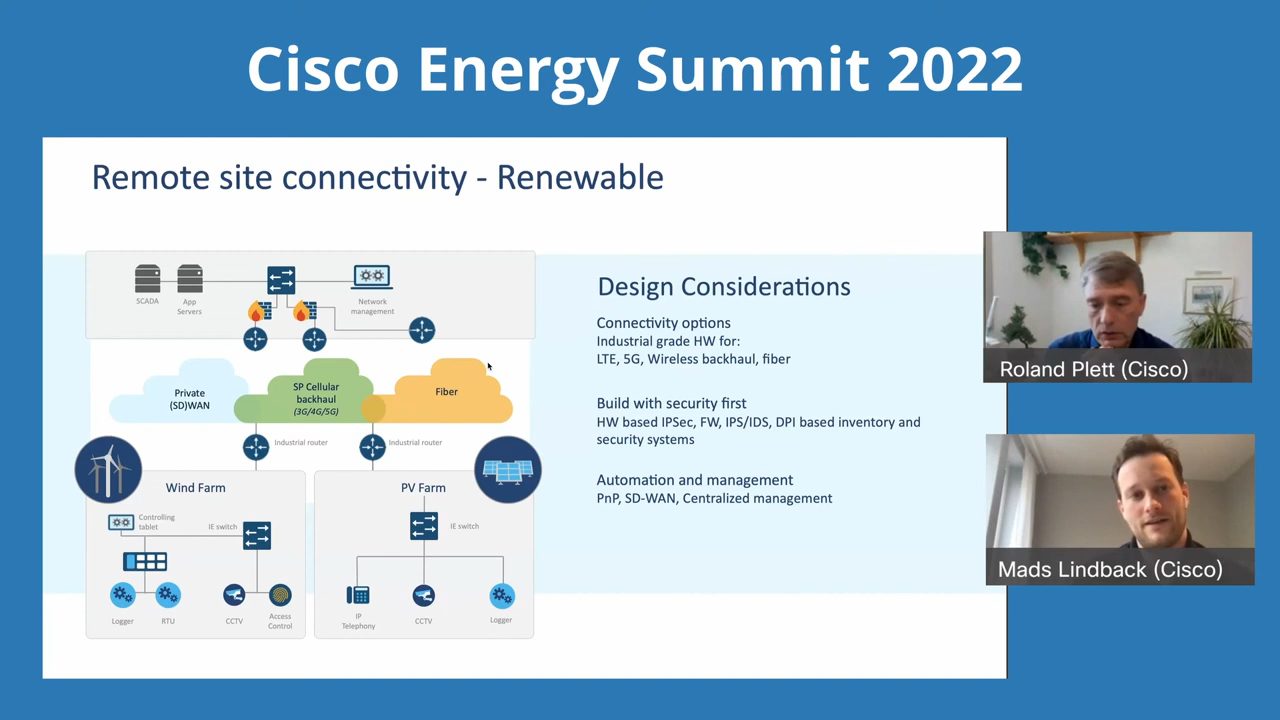 Cisco Energy Summit 2022
Remote site connectivity - Renewable
SCADA
App
Servers
Network
management
Private
(SD)WAN
SP Cellular
backhaul
(3G/4G/5G)
Fiber
Industrial router
Industrial router
Wind Farm
Controlling
tablet
IE switch
Logger
RTU
CCTV
Access
Control
PV Farm
IE switch
IP
Telephony
CCTV
Logger
Design Considerations
Connectivity options
Industrial grade HW for:
LTE, 5G, Wireless backhaul, fiber
Build with security first
HW based IPSec, FW, IPS/IDS, DPI based inventory and
security systems
Automation and management
PnP, SD-WAN, Centralized management
Roland Plett (Cisco)
Mads Lindback (Cisco)